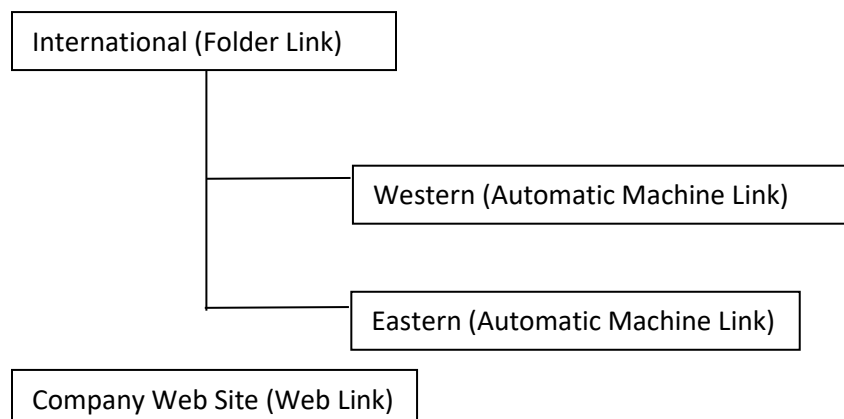 International (Folder Link)
Western (Automatic Machine Link)
Eastern (Automatic Machine Link)
Company Web Site (Web Link)